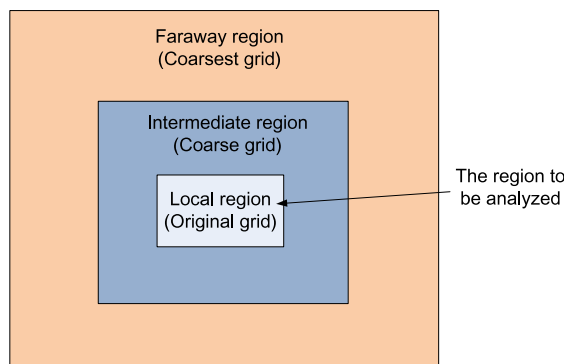 Faraway region
(Coarsest grid)
Intermediate region
(Coarse grid)
Local region
(Original grid)
The region to
be analyzed